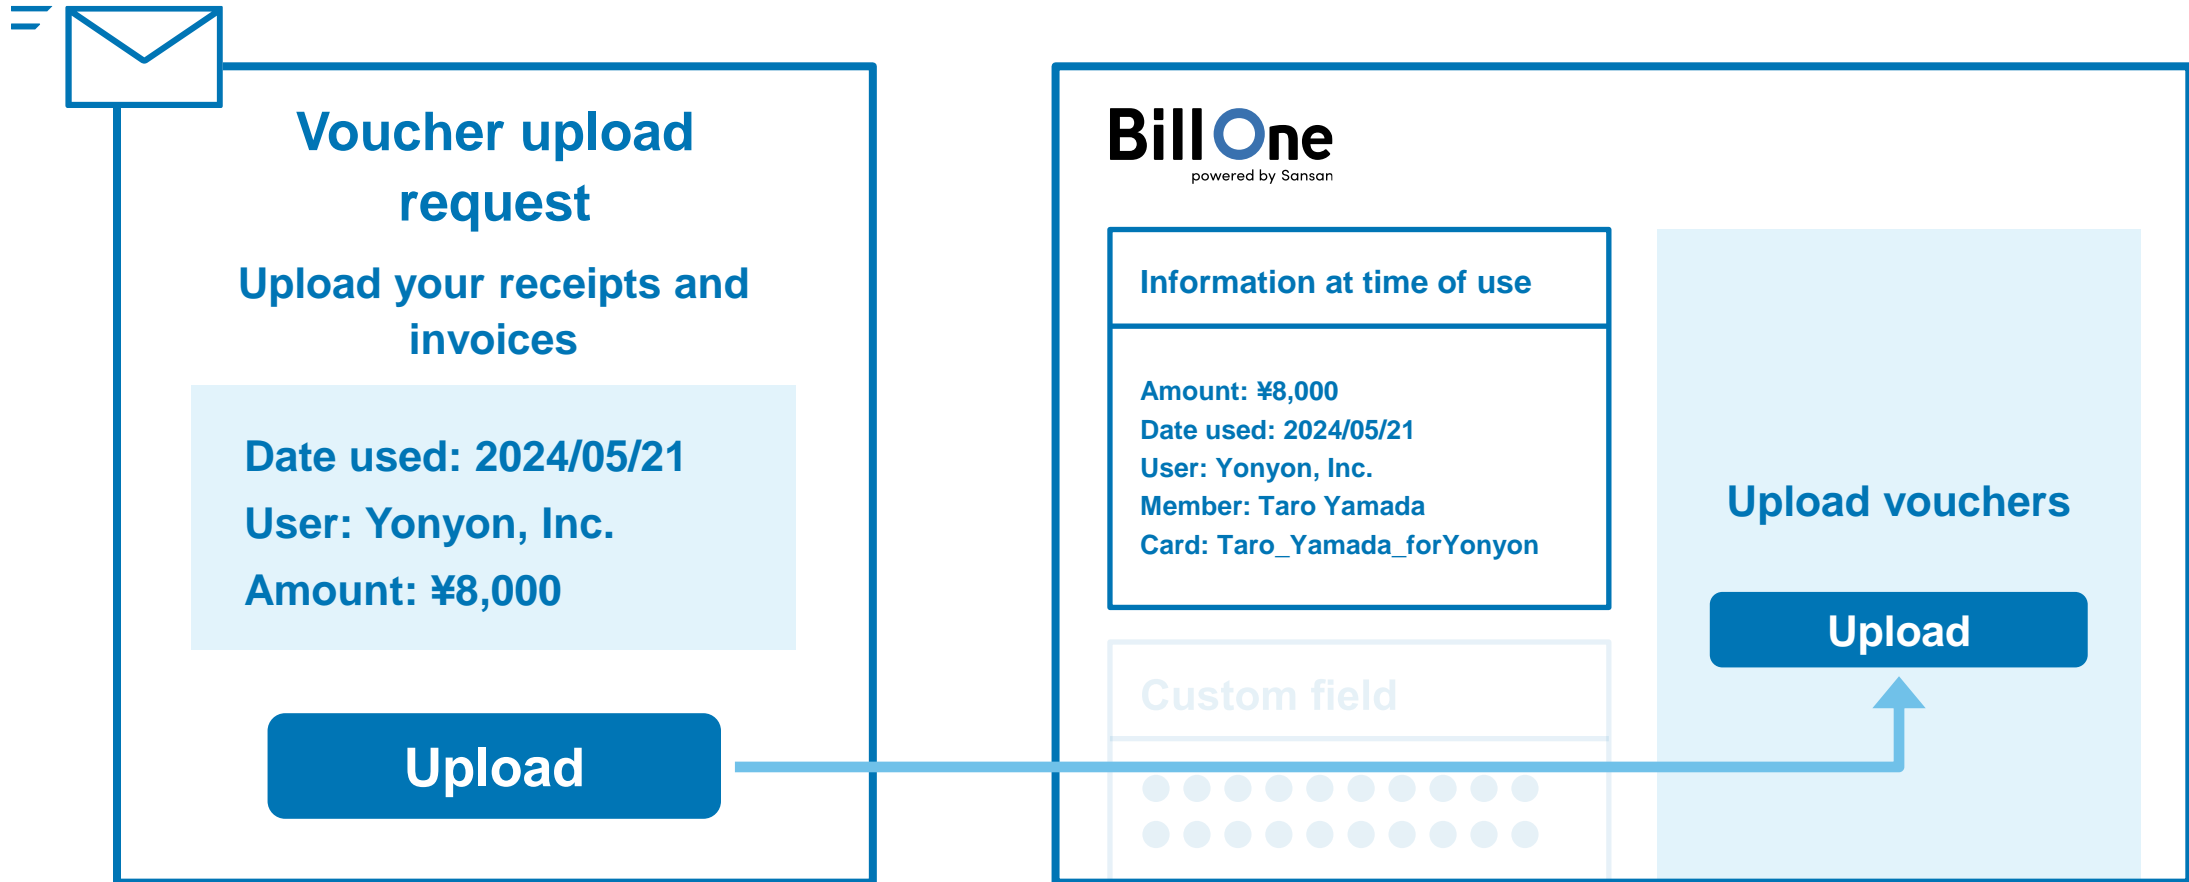 Voucher upload
request
Upload your receipts and
invoices
Date used: 2024/05/21
User: Yonyon, Inc.
Amount: ¥8,000
Upload
Bill One
powered by Sansan
Information at time of use
Amount: ¥8,000
Date used: 2024/05/21
User: Yonyon, Inc.
Member: Taro Yamada
Card: Taro_Yamada_forYonyon
Custom field
Upload vouchers
Upload